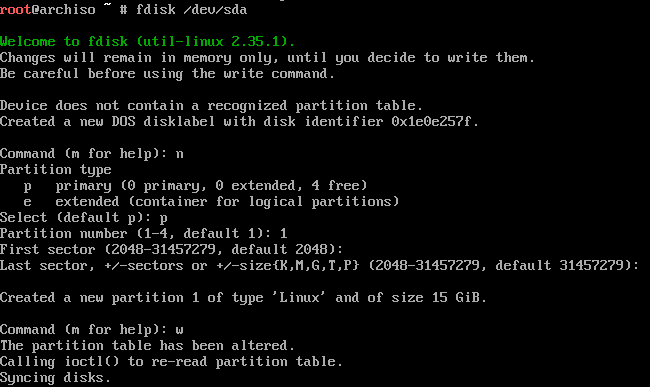 root@archiso ~ # fdisk /dev/sda
Welcome to fdisk (util-linux 2.35.1).
Changes will remain in memory only, until you decide to write them.
Be careful before using the write command.
Device does not contain a recognized partition table.
Created a new DOS disklabel with disk identifier 0x1e0e257f.
Command (m for help): n
Partition type
   p   primary (0 primary, 0 extended, 4 free)
   e   extended (container for logical partitions)
Select (default p): p
Partition number (1-4, default 1): 1
First sector (2048-31457279, default 2048):
Last sector, +/-sectors or +/-size{K,M,G,T,P} (2048-31457279, default 31457279):
Created a new partition 1 of type 'Linux' and of size 15 GiB.
Command (m for help): w
The partition table has been altered.
Calling ioctl() to re-read partition table.
Syncing disks.